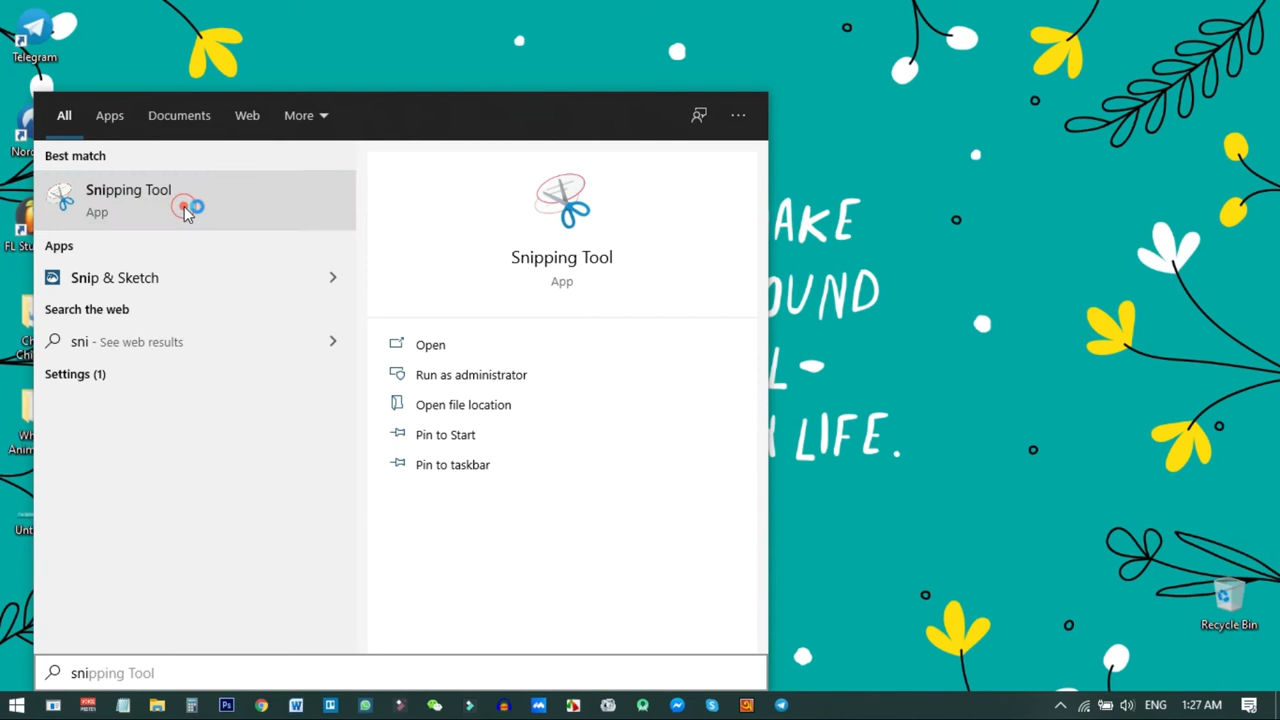 Telegram
All Apps Documents Web More
Best match
Snipping Tool
App
Apps
Snip & Sketch
Search the web
sni - See web results
Settings (1)
Snipping Tool
App
Open
Run as administrator
Open file location
Pin to Start
Pin to taskbar
LIFE.
Recycle Bin
snipping Tool
ENG 1:27 AM